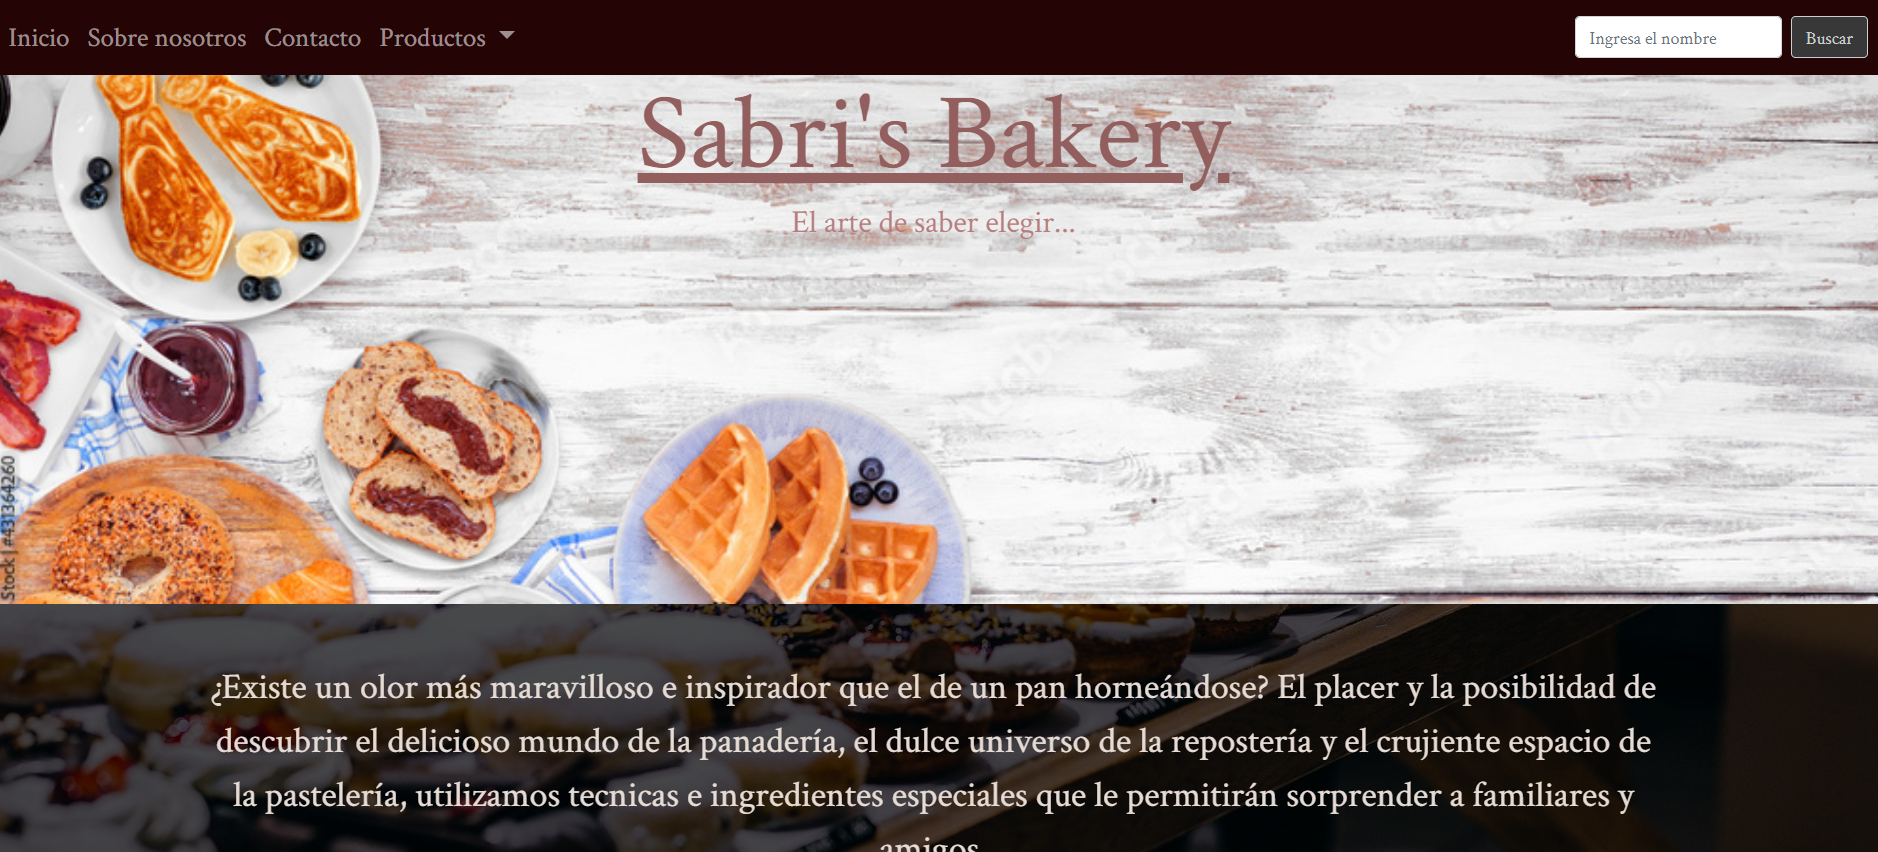 Inicio Sobre nosotros Contacto Productos
Ingresa el nombre
Buscar
Sabri's Bakery
El arte de saber elegir...
Stock | #431364260
¿Existe un olor más maravilloso e inspirador que el de un pan horneándose? El placer y la posibilidad de
descubrir el delicioso mundo de la panadería, el dulce universo de la repostería y el crujiente espacio de
la pastelería, utilizamos tecnicas e ingredientes especiales que le permitirán sorprender a familiares y
amigos